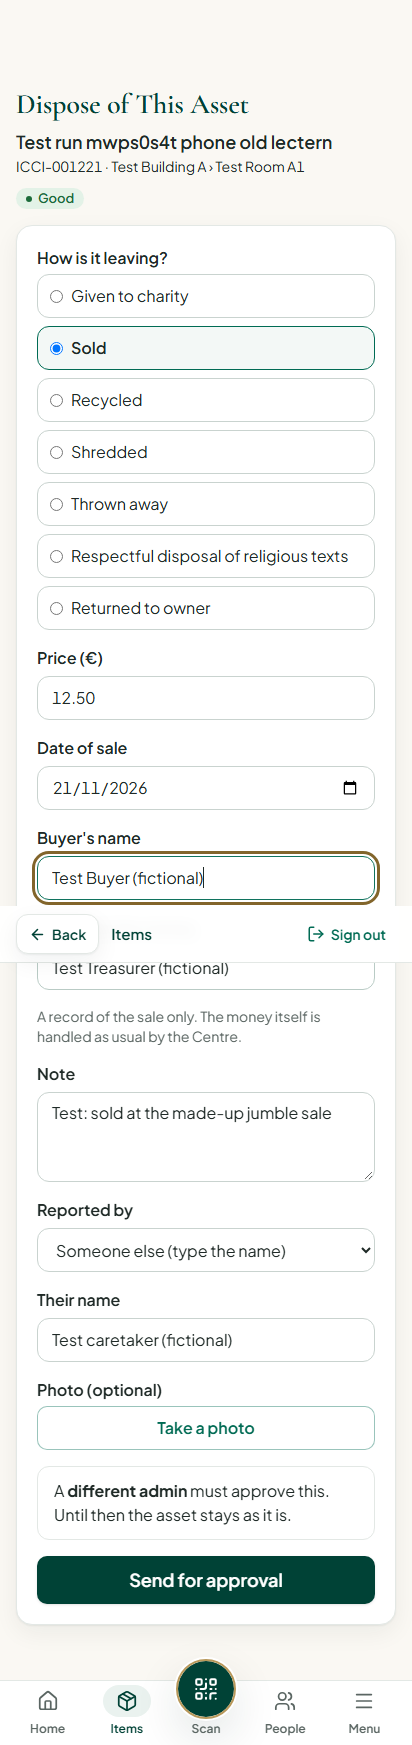 Dispose of This Asset
Test run mwps0s4t phone old lectern
ICCI-001221 · Test Building A › Test Room A1
Good
How is it leaving?
Given to charity
Sold
Recycled
Shredded
Thrown away
Respectful disposal of religious texts
Returned to owner
Price (€)
12.50
Date of sale
21/11/2026
Buyer's name
Test Buyer (fictional)
Back
Items
Sign out
Test Treasurer (fictional)
A record of the sale only. The money itself is
handled as usual by the Centre.
Note
Test: sold at the made-up jumble sale
Reported by
Someone else (type the name)
Their name
Test caretaker (fictional)
Photo (optional)
Take a photo
A different admin must approve this.
Until then the asset stays as it is.
Send for approval
Home
Items
Scan
People
Menu